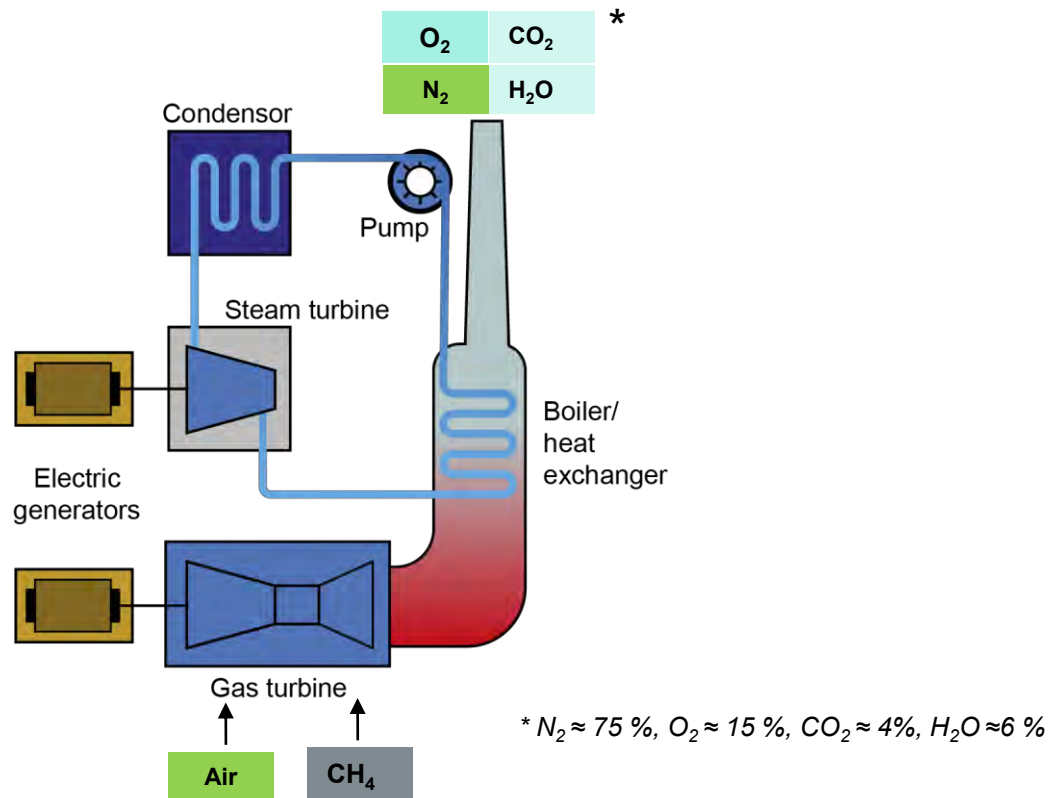 O₂ CO₂ *
N₂ H₂O
Condensor
Pump
Steam turbine
Boiler/
heat
exchanger
Electric
generators
Gas turbine
* N₂ ≈ 75 %, O₂ ≈ 15 %, CO₂ ≈ 4%, H₂O ≈6 %
Air CH₄